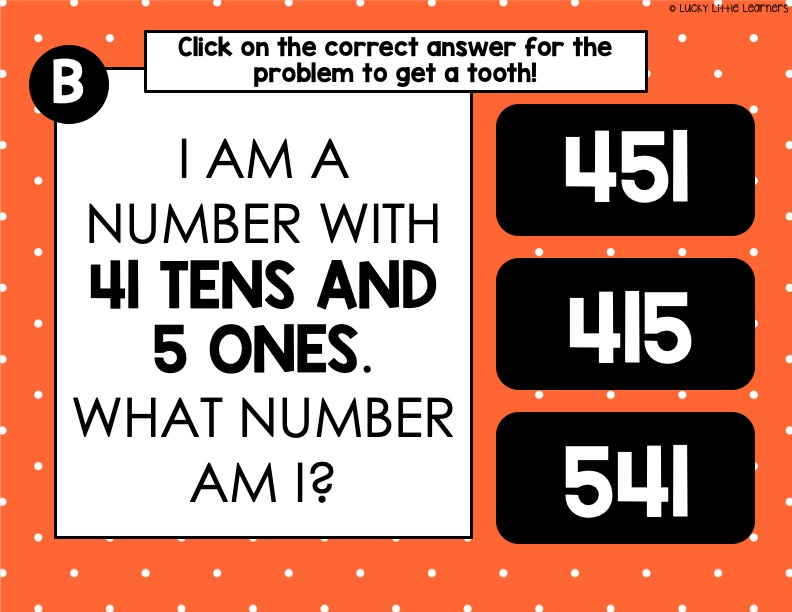 © Lucky Little Learners
Click on the correct answer for the
problem to get a tooth!
B
I AM A
NUMBER WITH
41 TENS AND
5 ONES.
WHAT NUMBER
AM I?
451
415
541